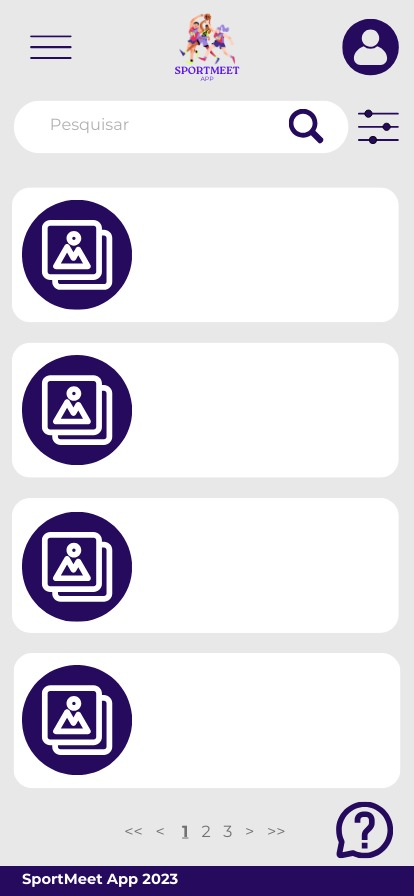 SPORTMEET
APP
Pesquisar
<< < 1 2 3 > >>
SportMeet App 2023